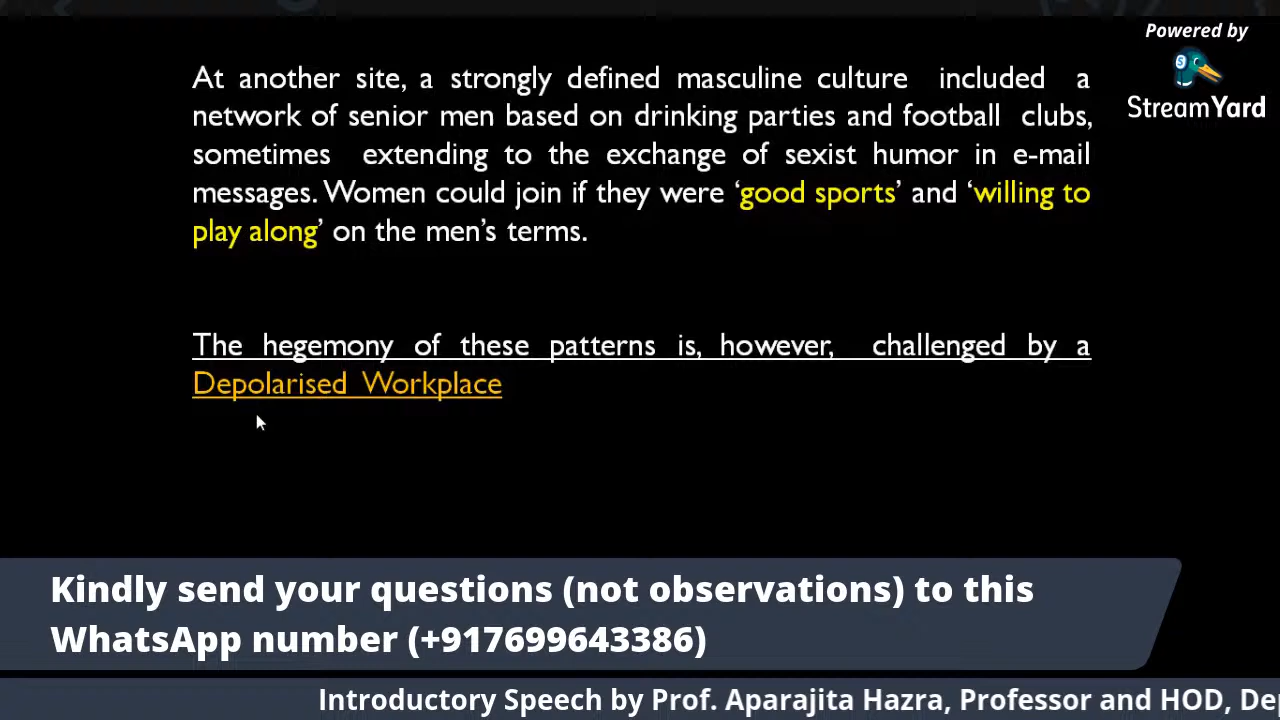 Powered by
StreamYard
At another site, a strongly defined masculine culture included a
network of senior men based on drinking parties and football clubs,
sometimes extending to the exchange of sexist humor in e-mail
messages. Women could join if they were ‘good sports’ and ‘willing to
play along’ on the men’s terms.
The hegemony of these patterns is, however, challenged by a
Depolarised Workplace
Kindly send your questions (not observations) to this
WhatsApp number (+917699643386)
Introductory Speech by Prof. Aparajita Hazra, Professor and HOD,